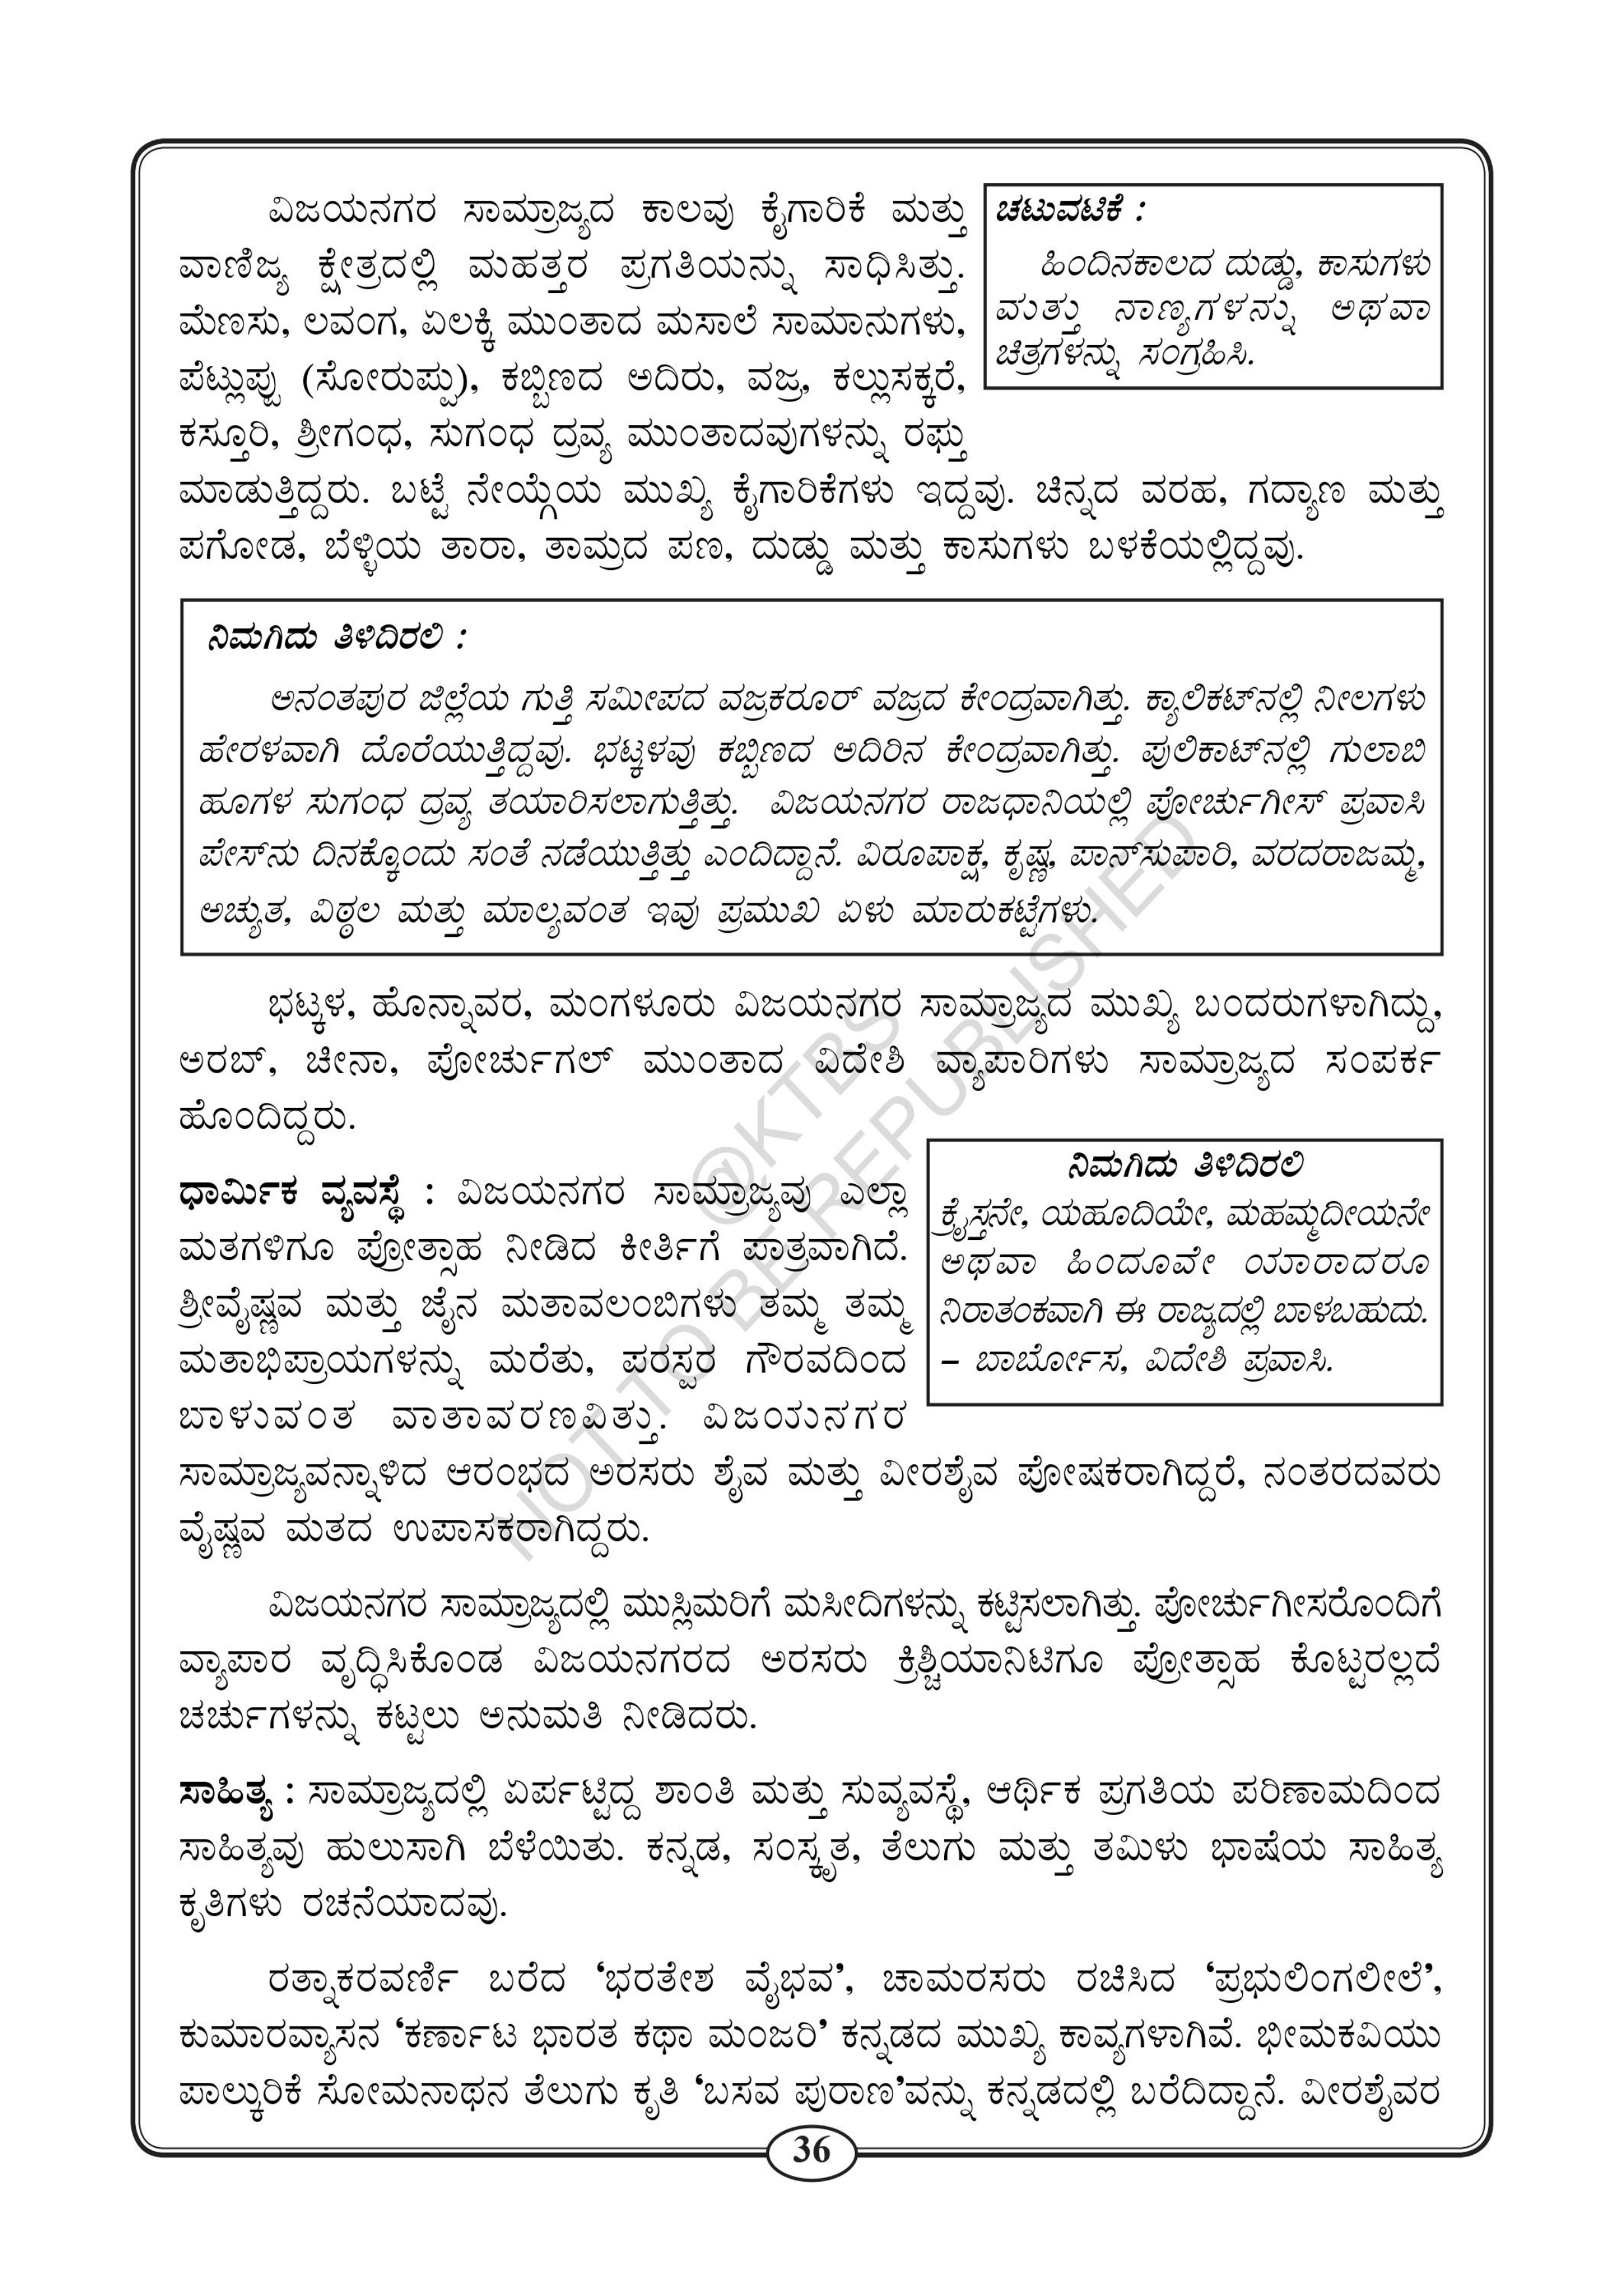 ವಿಜಯನಗರ ಸಾಮ್ರಾಜ್ಯದ ಕಾಲವು ಕೈಗಾರಿಕೆ ಮತ್ತು
ವಾಣಿಜ್ಯ ಕ್ಷೇತ್ರದಲ್ಲಿ ಮಹತ್ತರ ಪ್ರಗತಿಯನ್ನು ಸಾಧಿಸಿತ್ತು.
ಮೆಣಸು, ಲವಂಗ, ಏಲಕ್ಕಿ ಮುಂತಾದ ಮಸಾಲೆ ಸಾಮಾನುಗಳು,
ಪೆಟ್ಲುಪ್ಪು (ಸೋರುಪ್ಪು), ಕಬ್ಬಿಣದ ಅದಿರು, ವಜ್ರ, ಕಲ್ಲುಸಕ್ಕರೆ,
ಕಸ್ತೂರಿ, ಶ್ರೀಗಂಧ, ಸುಗಂಧ ದ್ರವ್ಯ ಮುಂತಾದವುಗಳನ್ನು ರಫ್ತು
ಮಾಡುತ್ತಿದ್ದರು. ಬಟ್ಟೆ ನೇಯ್ಗೆಯ ಮುಖ್ಯ ಕೈಗಾರಿಕೆಗಳು ಇದ್ದವು. ಚಿನ್ನದ ವರಹ, ಗದ್ಯಾಣ ಮತ್ತು
ಪಗೋಡ, ಬೆಳ್ಳಿಯ ತಾರಾ, ತಾಮ್ರದ ಪಣ, ದುಡ್ಡು ಮತ್ತು ಕಾಸುಗಳು ಬಳಕೆಯಲ್ಲಿದ್ದವು.
ಚಟುವಟಿಕೆ :
ಹಿಂದಿನಕಾಲದ ದುಡ್ಡು, ಕಾಸುಗಳು
ಮತ್ತು ನಾಣ್ಯಗಳನ್ನು ಅಥವಾ
ಚಿತ್ರಗಳನ್ನು ಸಂಗ್ರಹಿಸಿ.
ನಿಮಗಿದು ತಿಳಿದಿರಲಿ :
ಅನಂತಪುರ ಜಿಲ್ಲೆಯ ಗುತ್ತಿ ಸಮೀಪದ ವಜ್ರಕರೂರ್ ವಜ್ರದ ಕೇಂದ್ರವಾಗಿತ್ತು. ಕ್ಯಾಲಿಕಟ್‌ನಲ್ಲಿ ನೀಲಗಳು
ಹೇರಳವಾಗಿ ದೊರೆಯುತ್ತಿದ್ದವು. ಭಟ್ಕಳವು ಕಬ್ಬಿಣದ ಅದಿರಿನ ಕೇಂದ್ರವಾಗಿತ್ತು. ಪುಲಿಕಾಟ್‌ನಲ್ಲಿ ಗುಲಾಬಿ
ಹೂಗಳ ಸುಗಂಧ ದ್ರವ್ಯ ತಯಾರಿಸಲಾಗುತ್ತಿತ್ತು. ವಿಜಯನಗರ ರಾಜಧಾನಿಯಲ್ಲಿ ಪೋರ್ಚುಗೀಸ್ ಪ್ರವಾಸಿ
ಪೇಸ್‌ನು ದಿನಕ್ಕೊಂದು ಸಂತೆ ನಡೆಯುತ್ತಿತ್ತು ಎಂದಿದ್ದಾನೆ. ವಿರೂಪಾಕ್ಷ, ಕೃಷ್ಣ, ಪಾನ್‌ಸುಪಾರಿ, ವರದರಾಜಮ್ಮ,
ಅಚ್ಯುತ, ವಿಠ್ಠಲ ಮತ್ತು ಮಾಲ್ಯವಂತ ಇವು ಪ್ರಮುಖ ಏಳು ಮಾರುಕಟ್ಟೆಗಳು.
ಭಟ್ಕಳ, ಹೊನ್ನಾವರ, ಮಂಗಳೂರು ವಿಜಯನಗರ ಸಾಮ್ರಾಜ್ಯದ ಮುಖ್ಯ ಬಂದರುಗಳಾಗಿದ್ದು,
ಅರಬ್, ಚೀನಾ, ಪೋರ್ಚುಗಲ್ ಮುಂತಾದ ವಿದೇಶಿ ವ್ಯಾಪಾರಿಗಳು ಸಾಮ್ರಾಜ್ಯದ ಸಂಪರ್ಕ
ಹೊಂದಿದ್ದರು.
ಧಾರ್ಮಿಕ ವ್ಯವಸ್ಥೆ : ವಿಜಯನಗರ ಸಾಮ್ರಾಜ್ಯವು ಎಲ್ಲಾ
ಮತಗಳಿಗೂ ಪ್ರೋತ್ಸಾಹ ನೀಡಿದ ಕೀರ್ತಿಗೆ ಪಾತ್ರವಾಗಿದೆ.
ಶ್ರೀವೈಷ್ಣವ ಮತ್ತು ಜೈನ ಮತಾವಲಂಬಿಗಳು ತಮ್ಮ ತಮ್ಮ
ಮತಾಭಿಪ್ರಾಯಗಳನ್ನು ಮರೆತು, ಪರಸ್ಪರ ಗೌರವದಿಂದ
ಬಾಳುವಂತ ವಾತಾವರಣವಿತ್ತು. ವಿಜಯನಗರ
ಸಾಮ್ರಾಜ್ಯವನ್ನಾಳಿದ ಆರಂಭದ ಅರಸರು ಶೈವ ಮತ್ತು ವೀರಶೈವ ಪೋಷಕರಾಗಿದ್ದರೆ, ನಂತರದವರು
ವೈಷ್ಣವ ಮತದ ಉಪಾಸಕರಾಗಿದ್ದರು.
ನಿಮಗಿದು ತಿಳಿದಿರಲಿ
ಕ್ರೈಸ್ತನೇ, ಯಹೂದಿಯೇ, ಮಹಮ್ಮದೀಯನೇ
ಅಥವಾ ಹಿಂದೂವೇ ಯಾರಾದರೂ
ನಿರಾತಂಕವಾಗಿ ಈ ರಾಜ್ಯದಲ್ಲಿ ಬಾಳಬಹುದು.
– ಬಾರ್ಬೋಸ, ವಿದೇಶಿ ಪ್ರವಾಸಿ.
ವಿಜಯನಗರ ಸಾಮ್ರಾಜ್ಯದಲ್ಲಿ ಮುಸ್ಲಿಮರಿಗೆ ಮಸೀದಿಗಳನ್ನು ಕಟ್ಟಿಸಲಾಗಿತ್ತು. ಪೋರ್ಚುಗೀಸರೊಂದಿಗೆ
ವ್ಯಾಪಾರ ವೃದ್ಧಿಸಿಕೊಂಡ ವಿಜಯನಗರದ ಅರಸರು ಕ್ರಿಶ್ಚಿಯಾನಿಟಿಗೂ ಪ್ರೋತ್ಸಾಹ ಕೊಟ್ಟರಲ್ಲದೆ
ಚರ್ಚುಗಳನ್ನು ಕಟ್ಟಲು ಅನುಮತಿ ನೀಡಿದರು.
ಸಾಹಿತ್ಯ : ಸಾಮ್ರಾಜ್ಯದಲ್ಲಿ ಏರ್ಪಟ್ಟಿದ್ದ ಶಾಂತಿ ಮತ್ತು ಸುವ್ಯವಸ್ಥೆ, ಆರ್ಥಿಕ ಪ್ರಗತಿಯ ಪರಿಣಾಮದಿಂದ
ಸಾಹಿತ್ಯವು ಹುಲುಸಾಗಿ ಬೆಳೆಯಿತು. ಕನ್ನಡ, ಸಂಸ್ಕೃತ, ತೆಲುಗು ಮತ್ತು ತಮಿಳು ಭಾಷೆಯ ಸಾಹಿತ್ಯ
ಕೃತಿಗಳು ರಚನೆಯಾದವು.
ರತ್ನಾಕರವರ್ಣಿ ಬರೆದ ‘ಭರತೇಶ ವೈಭವ’, ಚಾಮರಸರು ರಚಿಸಿದ ‘ಪ್ರಭುಲಿಂಗಲೀಲೆ’,
ಕುಮಾರವ್ಯಾಸನ ‘ಕರ್ಣಾಟ ಭಾರತ ಕಥಾ ಮಂಜರಿ’ ಕನ್ನಡದ ಮುಖ್ಯ ಕಾವ್ಯಗಳಾಗಿವೆ. ಭೀಮಕವಿಯು
ಪಾಲ್ಕುರಿಕೆ ಸೋಮನಾಥನ ತೆಲುಗು ಕೃತಿ ‘ಬಸವ ಪುರಾಣ’ವನ್ನು ಕನ್ನಡದಲ್ಲಿ ಬರೆದಿದ್ದಾನೆ. ವೀರಶೈವರ
36
@KTBS
NOT TO BE REPUBLISHED